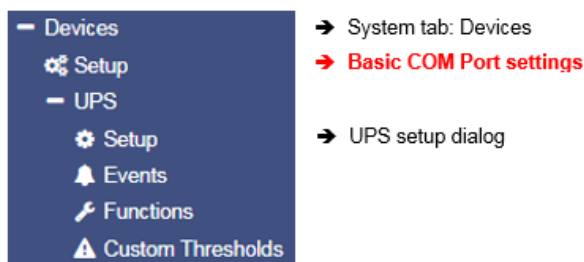 Devices → System tab: Devices
Setup → Basic COM Port settings
UPS
Setup → UPS setup dialog
Events
Functions
Custom Thresholds